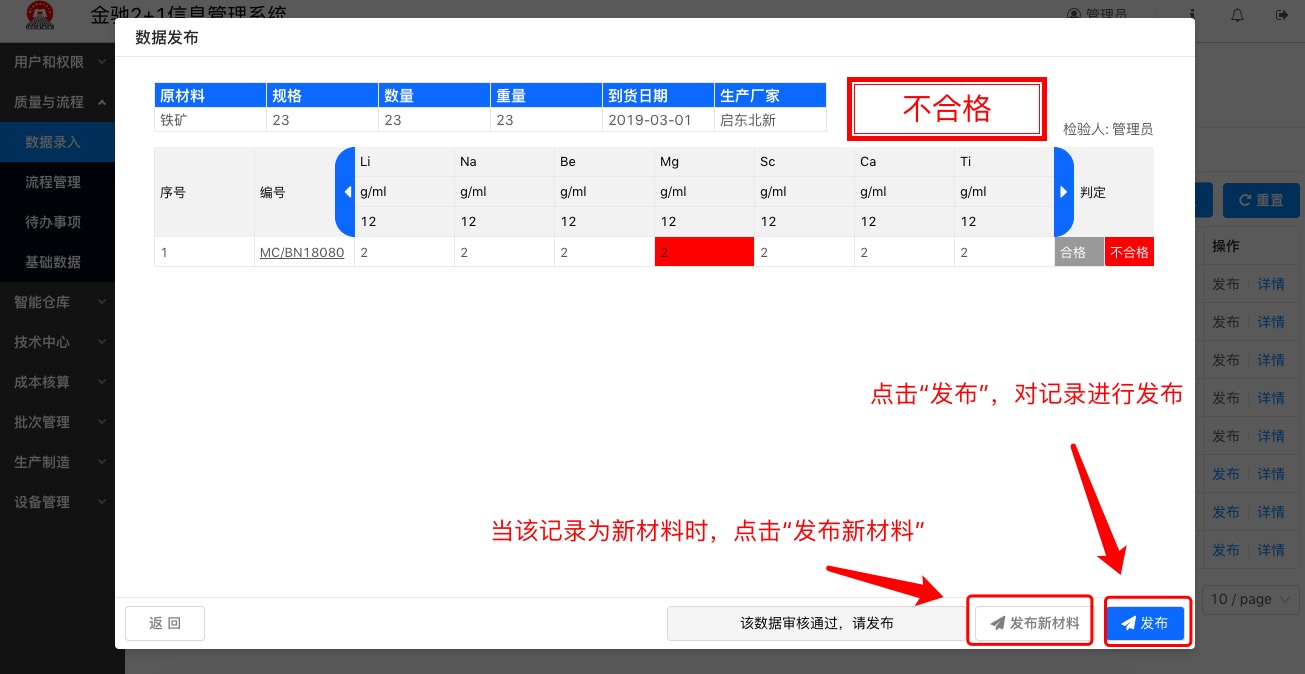 金驰2+1信息管理系统
管理员
用户和权限
质量与流程
数据录入
流程管理
待办事项
基础数据
智能仓库
技术中心
成本核算
批次管理
生产制造
设备管理
数据发布
原材料 规格 数量 重量 到货日期 生产厂家
铁矿 23 23 23 2019-03-01 启东北新
不合格
检验人: 管理员
序号 编号 Li Na Be Mg Sc Ca Ti 判定
g/ml g/ml g/ml g/ml g/ml g/ml g/ml
12 12 12 12 12 12 12
1 MC/BN18080 2 2 2 2 2 2 2 合格 不合格
点击“发布”，对记录进行发布
当该记录为新材料时，点击“发布新材料”
返 回
该数据审核通过，请发布
发布新材料
发布
重置
操作
发布 详情
发布 详情
发布 详情
发布 详情
发布 详情
发布 详情
发布 详情
发布 详情
10 / page